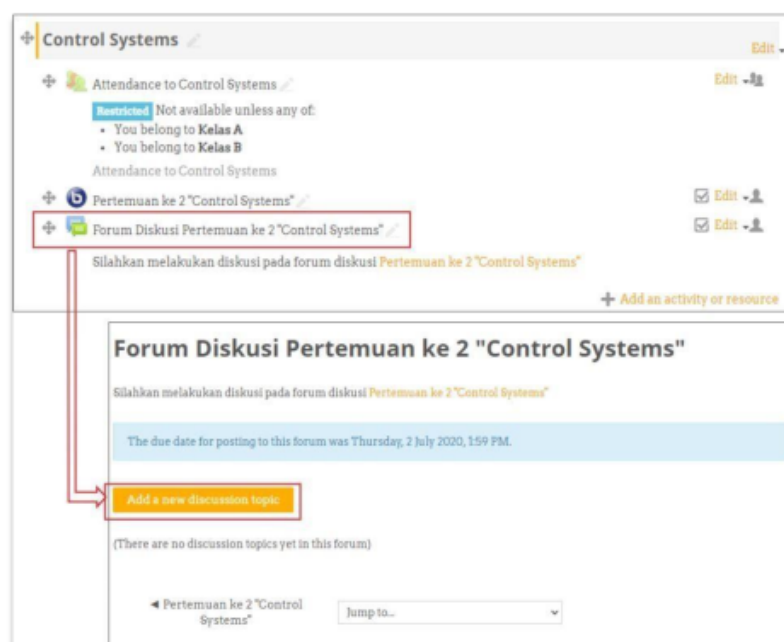 Control Systems
Edit
Attendance to Control Systems
Edit
Restricted Not available unless any of:
• You belong to Kelas A
• You belong to Kelas B
Attendance to Control Systems
Pertemuan ke 2 "Control Systems"
Edit
Forum Diskusi Pertemuan ke 2 "Control Systems"
Edit
Silahkan melakukan diskusi pada forum diskusi Pertemuan ke 2 "Control Systems"
Add an activity or resource
Forum Diskusi Pertemuan ke 2 "Control Systems"
Silahkan melakukan diskusi pada forum diskusi Pertemuan ke 2 "Control Systems"
The due date for posting to this forum was Thursday, 2 July 2020, 1:59 PM.
Add a new discussion topic
(There are no discussion topics yet in this forum)
◄ Pertemuan ke 2 "Control
Systems"
Jump to...